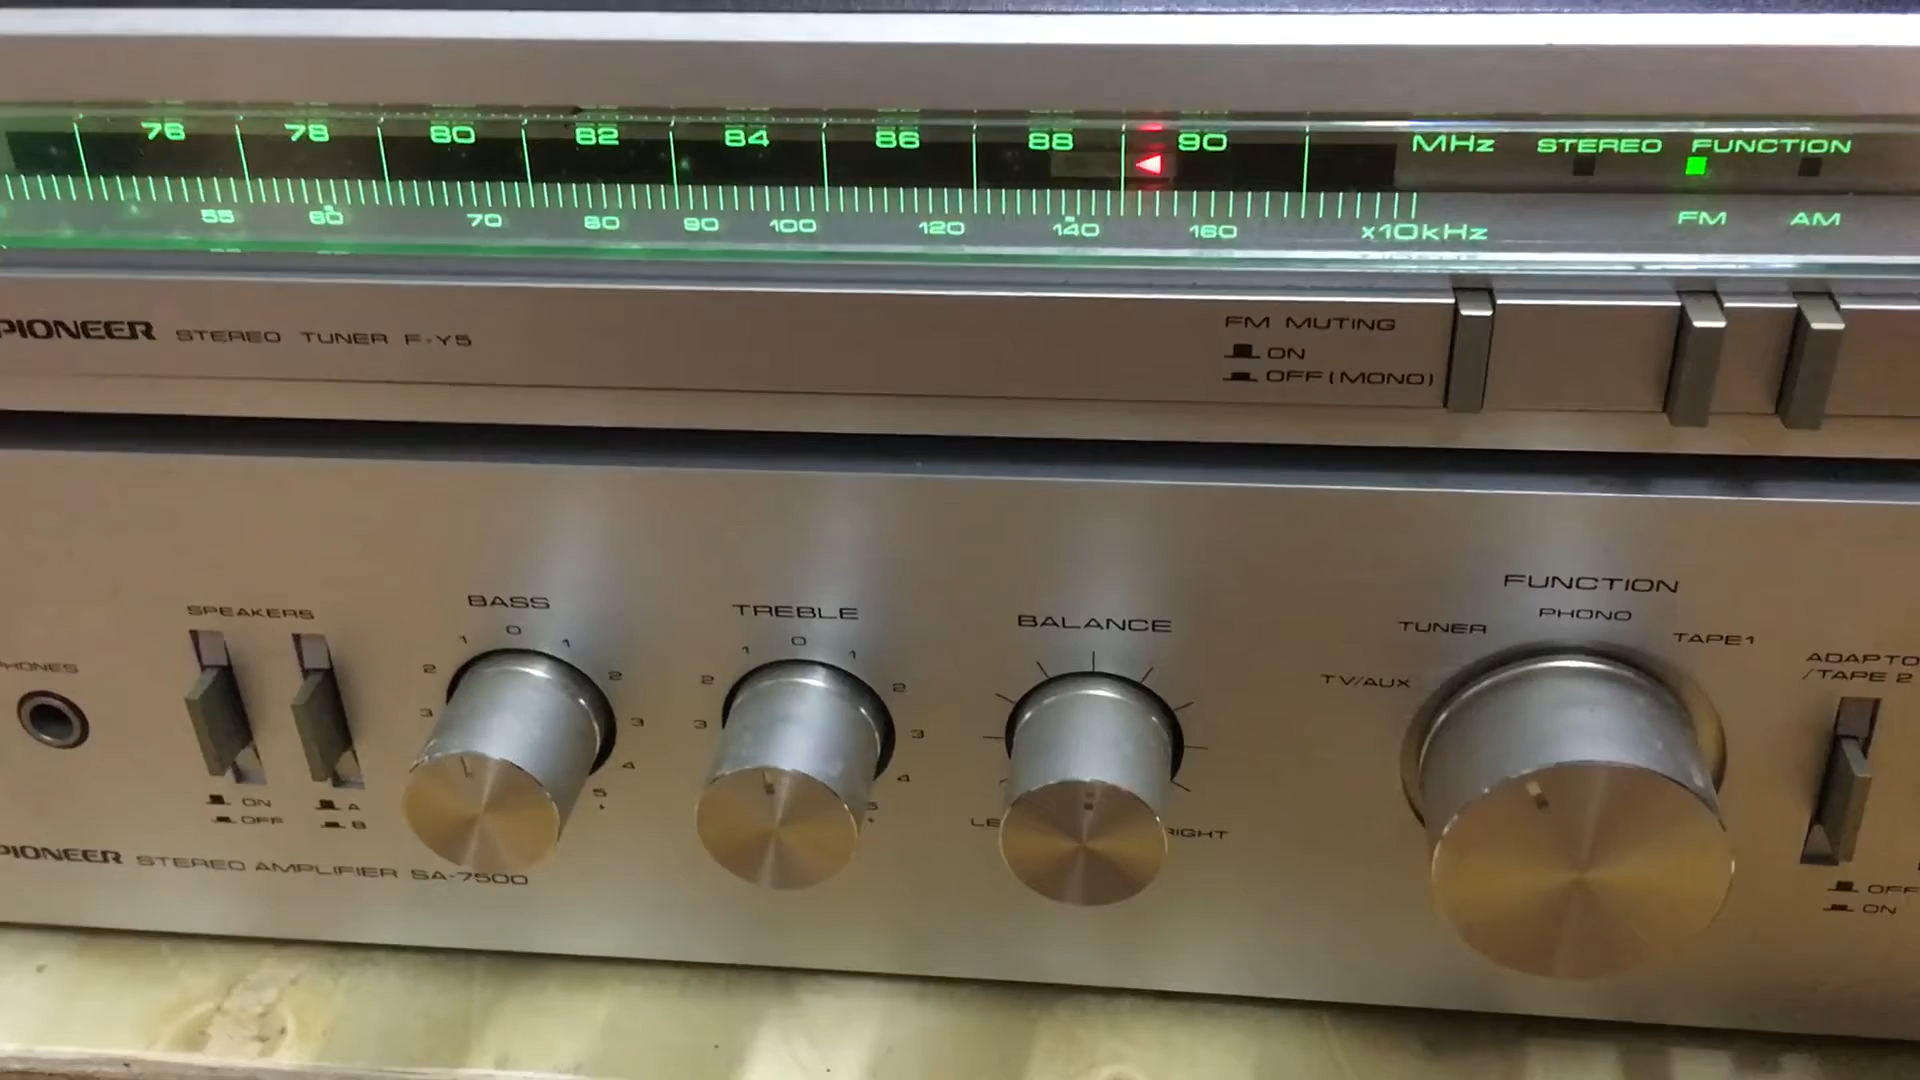 76 78 80 82 84 86 88 90 MHz STEREO FUNCTION
55 60 70 80 90 100 120 140 160 x10kHz FM AM
PIONEER STEREO TUNER F-Y5
FM MUTING
ON
OFF (MONO)
SPEAKERS
ON
OFF
A
B
BASS
2 1 0 1 2
3 3
4
5
+
TREBLE
2 1 0 1 2
3 3
4
5
+
BALANCE
RIGHT
FUNCTION
TV/AUX TUNER PHONO TAPE1
/TAPE 2
OFF
ON
PIONEER STEREO AMPLIFIER SA-7500